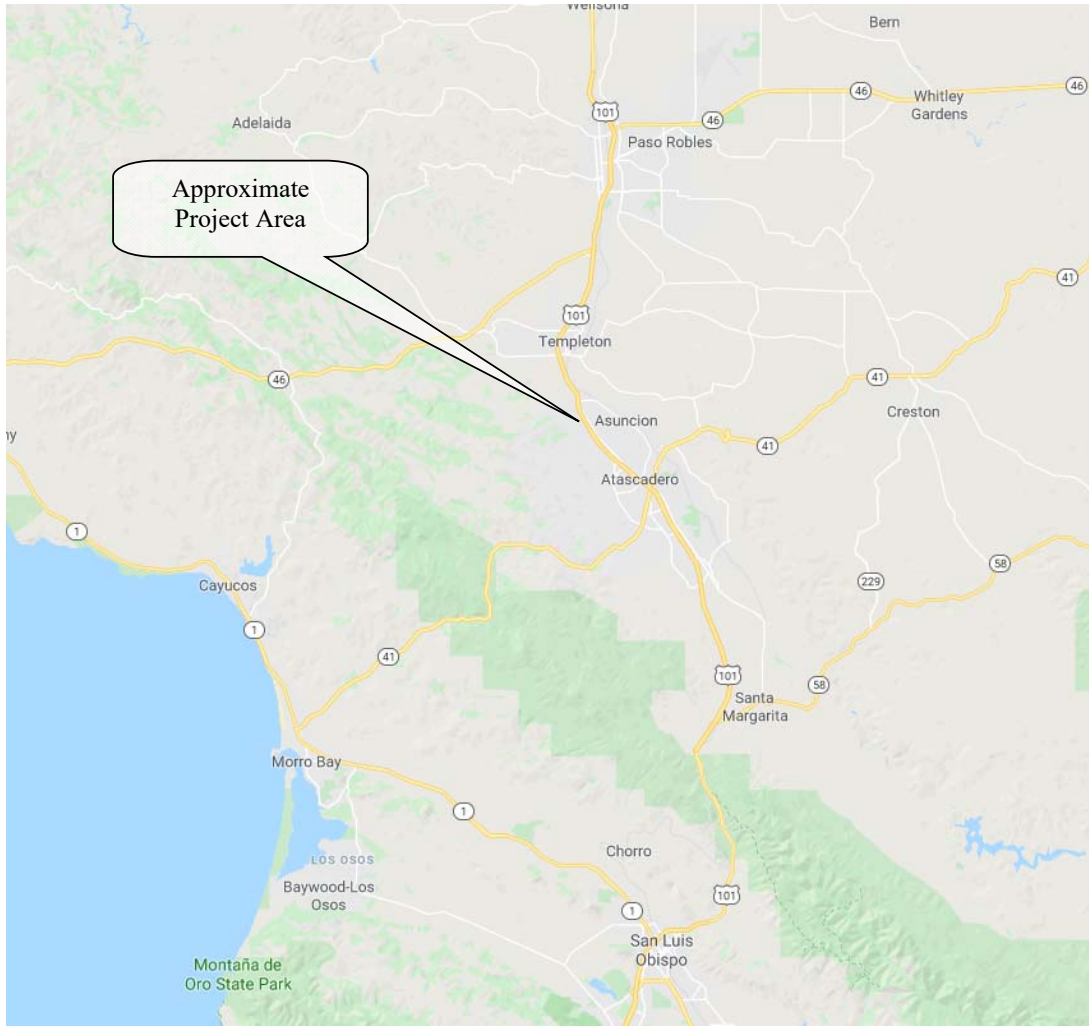 Wellsona
Bern
46
46
Whitley
Gardens
101
46
Adelaida
Paso Robles
Approximate
Project Area
41
101
Templeton
46
41
Asuncion
Creston
41
ny
Atascadero
1
58
Cayucos
229
1
41
101
58
Santa
Margarita
Morro Bay
1
LOS OSOS
Chorro
Baywood-Los
Osos
101
1
San Luis
Obispo
Montaña de
Oro State Park